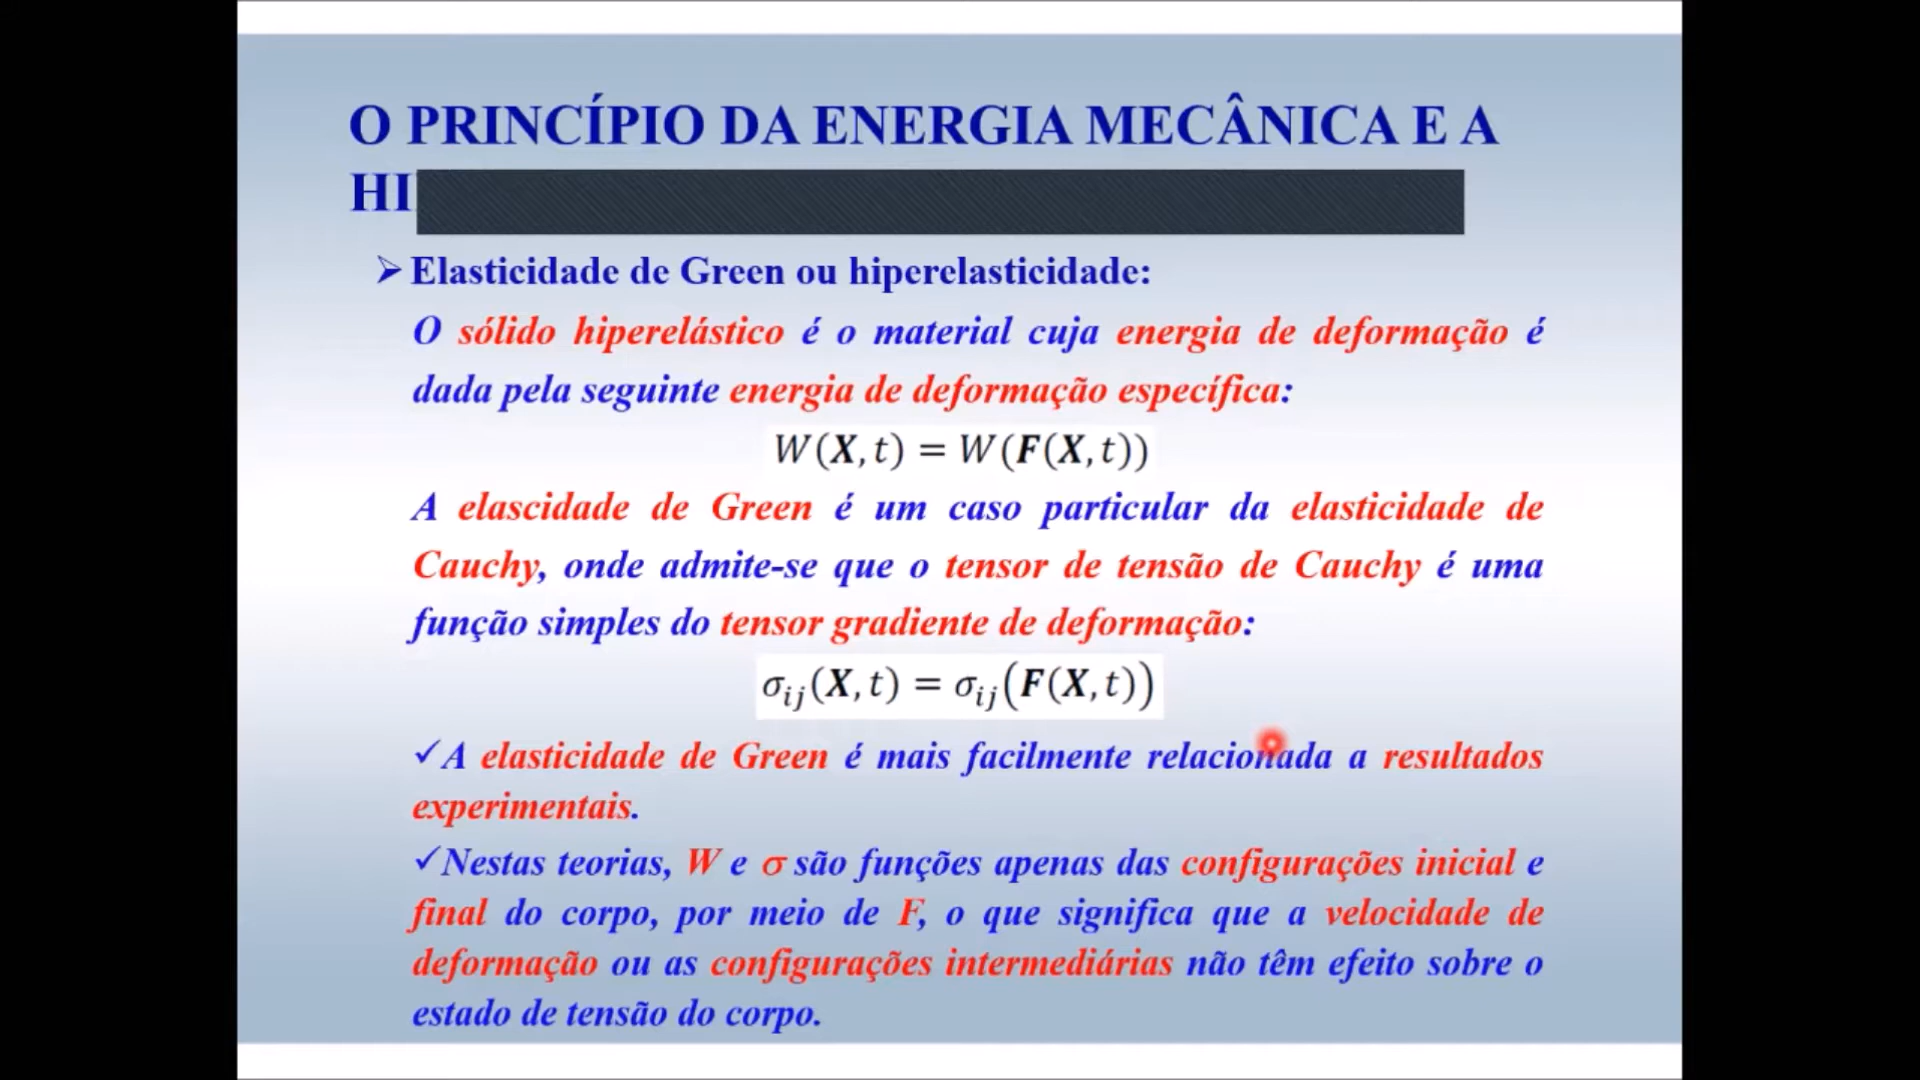 O PRINCÍPIO DA ENERGIA MECÂNICA E A
HI
➢ Elasticidade de Green ou hiperelasticidade:
O sólido hiperelástico é o material cuja energia de deformação é
dada pela seguinte energia de deformação específica:
W(X,t) = W(F(X,t))
A elascidade de Green é um caso particular da elasticidade de
Cauchy, onde admite-se que o tensor de tensão de Cauchy é uma
função simples do tensor gradiente de deformação:
σij(X,t) = σij(F(X,t))
✓A elasticidade de Green é mais facilmente relacionada a resultados
experimentais.
✓Nestas teorias, W e σ são funções apenas das configurações inicial e
final do corpo, por meio de F, o que significa que a velocidade de
deformação ou as configurações intermediárias não têm efeito sobre o
estado de tensão do corpo.